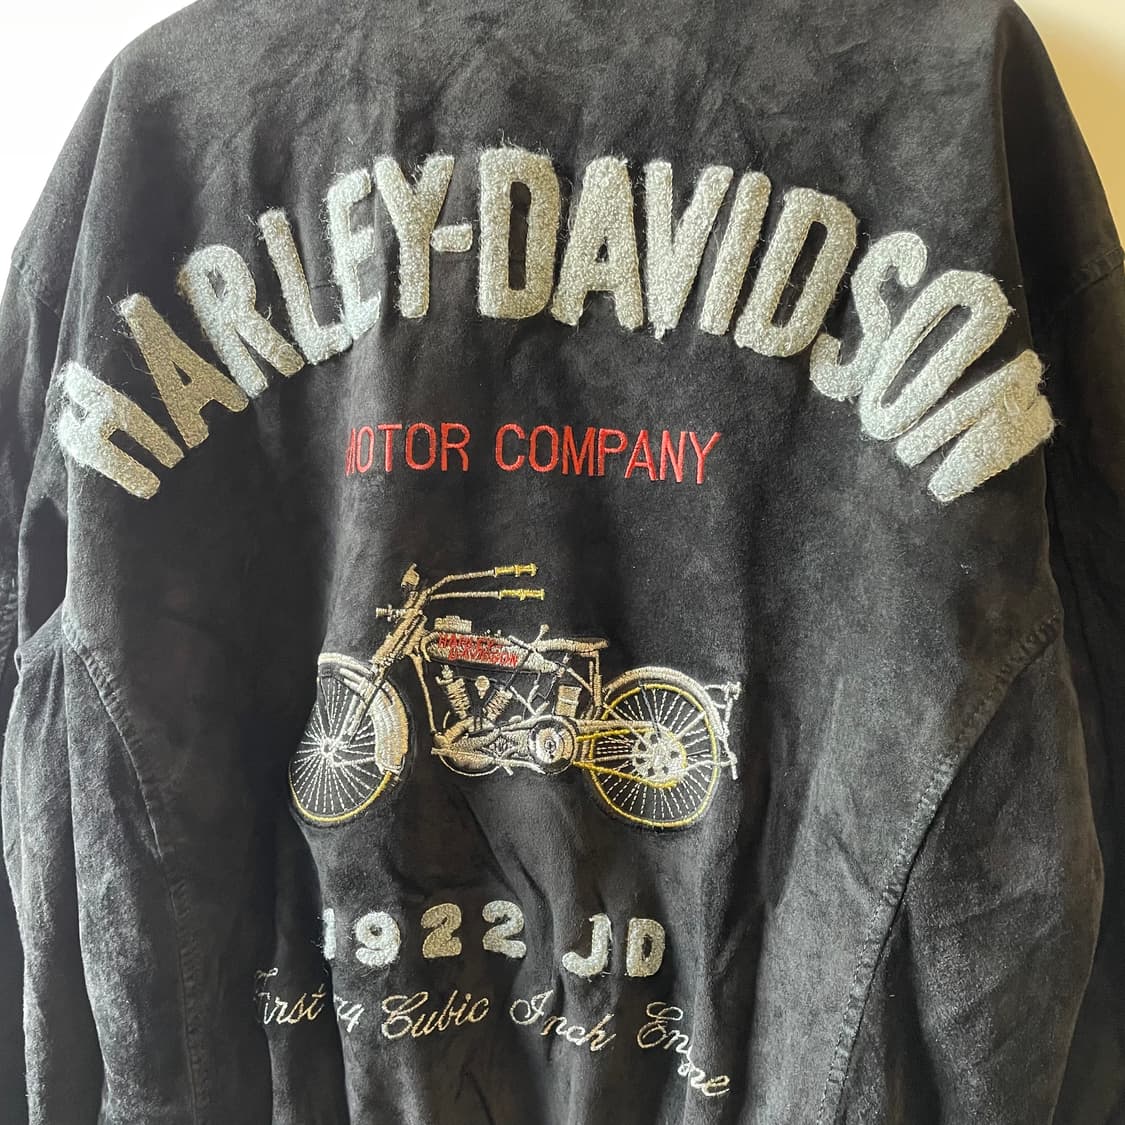 HARLEY-DAVIDSON
MOTOR COMPANY
HARLEY-
DAVIDSON
1922 JD
First 74 Cubic Inch Engine